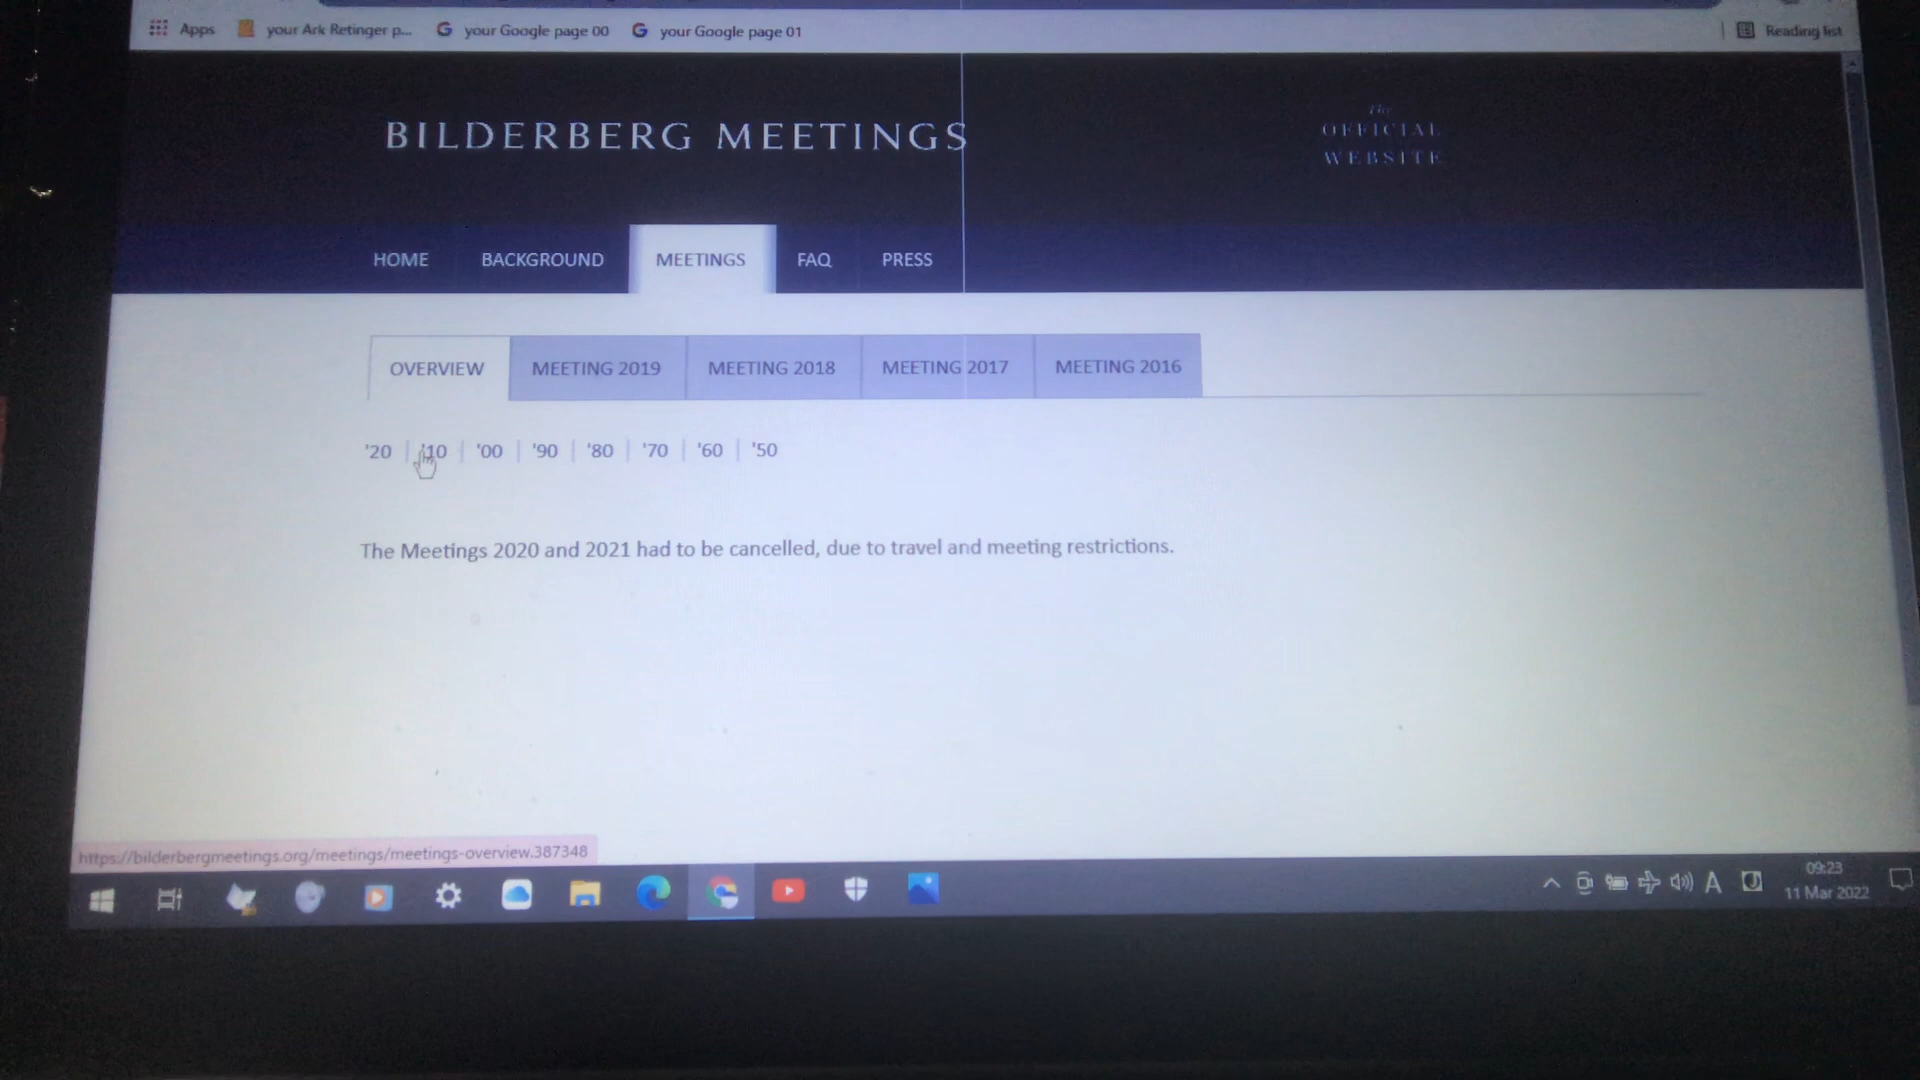 Apps your Ark Retinger p... your Google page 00 your Google page 01 Reading list
BILDERBERG MEETINGS
The
OFFICIAL
WEBSITE
HOME BACKGROUND MEETINGS FAQ PRESS
OVERVIEW MEETING 2019 MEETING 2018 MEETING 2017 MEETING 2016
'20 | '10 | '00 | '90 | '80 | '70 | '60 | '50
The Meetings 2020 and 2021 had to be cancelled, due to travel and meeting restrictions.
https://bilderbergmeetings.org/meetings/meetings-overview.387348
A
09:23
11 Mar 2022